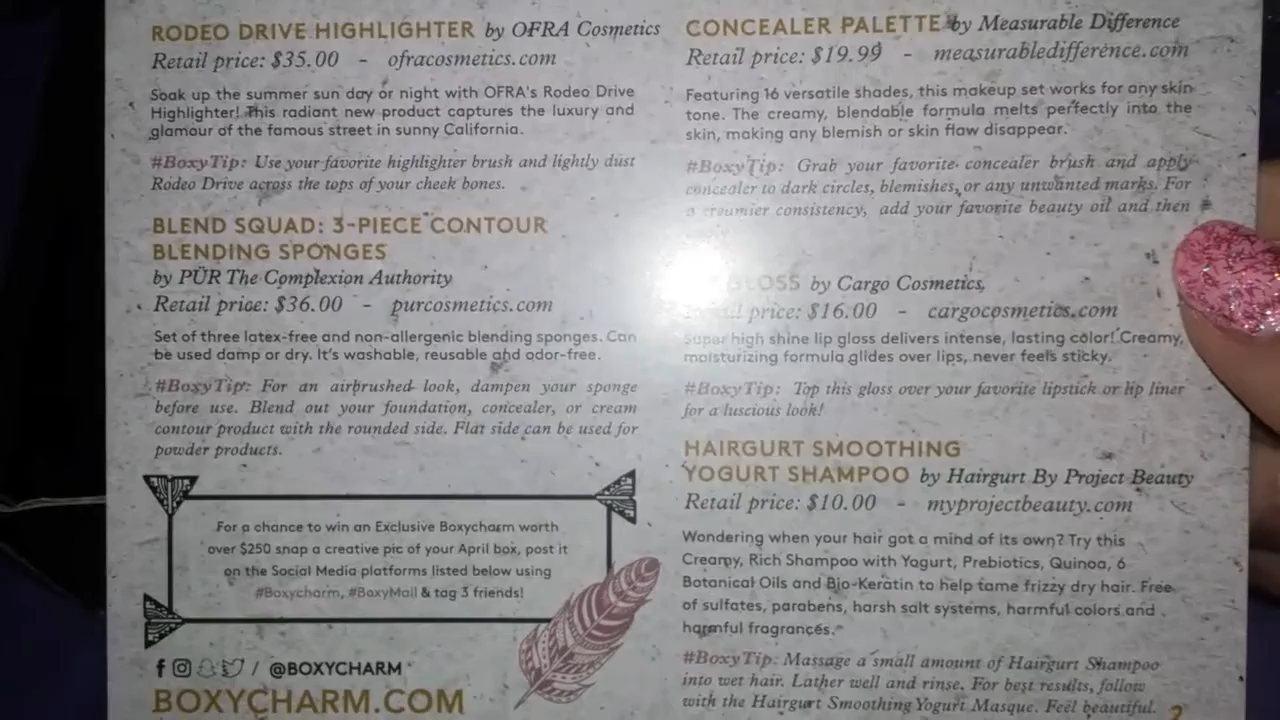 RODEO DRIVE HIGHLIGHTER by OFRA Cosmetics
Retail price: $35.00 - ofracosmetics.com
Soak up the summer sun day or night with OFRA's Rodeo Drive
Highlighter! This radiant new product captures the luxury and
glamour of the famous street in sunny California.
#BoxyTip: Use your favorite highlighter brush and lightly dust
Rodeo Drive across the tops of your cheek bones.
BLEND SQUAD: 3-PIECE CONTOUR
BLENDING SPONGES
by PÜR The Complexion Authority
Retail price: $36.00 - purcosmetics.com
Set of three latex-free and non-allergenic blending sponges. Can
be used damp or dry. It's washable, reusable and odor-free.
#BoxyTip: For an airbrushed look, dampen your sponge
before use. Blend out your foundation, concealer, or cream
contour product with the rounded side. Flat side can be used for
powder products.
For a chance to win an Exclusive Boxycharm worth
over $250 snap a creative pic of your April box, post it
on the Social Media platforms listed below using
#Boxycharm, #BoxyMail & tag 3 friends!
/ @BOXYCHARM
BOXYCHARM.COM
CONCEALER PALETTE by Measurable Difference
Retail price: $19.99 - measurabledifference.com
Featuring 16 versatile shades, this makeup set works for any skin
tone. The creamy, blendable formula melts perfectly into the
skin, making any blemish or skin flaw disappear.
#BoxyTip: Grab your favorite concealer brush and apply
concealer to dark circles, blemishes, or any unwanted marks. For
a creamier consistency, add your favorite beauty oil and then
GLOSS by Cargo Cosmetics
price: $16.00 - cargocosmetics.com
Super high shine lip gloss delivers intense, lasting color! Creamy,
moisturizing formula glides over lips, never feels sticky.
#BoxyTip: Top this gloss over your favorite lipstick or lip liner
for a luscious look!
HAIRGURT SMOOTHING
YOGURT SHAMPOO by Hairgurt By Project Beauty
Retail price: $10.00 - myprojectbeauty.com
Wondering when your hair got a mind of its own? Try this
Creamy, Rich Shampoo with Yogurt, Prebiotics, Quinoa, 6
Botanical Oils and Bio-Keratin to help tame frizzy dry hair. Free
of sulfates, parabens, harsh salt systems, harmful colors and
harmful fragrances.
#BoxyTip: Massage a small amount of Hairgurt Shampoo
into wet hair. Lather well and rinse. For best results, follow
with the Hairgurt Smoothing Yogurt Masque. Feel beautiful.